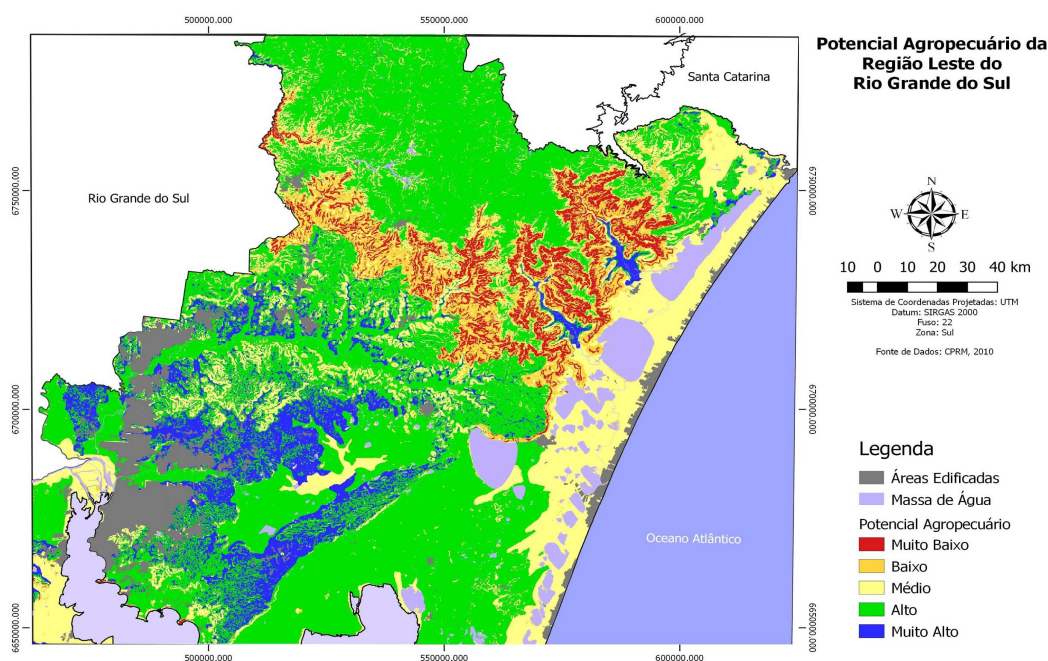 500000.000
550000.000
600000.000
Potencial Agropecuário da
Região Leste do
Rio Grande do Sul
Santa Catarina
Rio Grande do Sul
6750000.000
6750000.000
N
W
E
S
10 0 10 20 30 40 km
Sistema de Coordenadas Projetadas: UTM
Datum: SIRGAS 2000
Fuso: 22
Zona: Sul
Fonte de Dados: CPRM, 2010
6700000.000
6700000.000
Legenda
Áreas Edificadas
Massa de Água
Potencial Agropecuário
Muito Baixo
Baixo
Médio
Alto
Muito Alto
Oceano Atlântico
6650000.000
6650000.000
500000.000
550000.000
600000.000